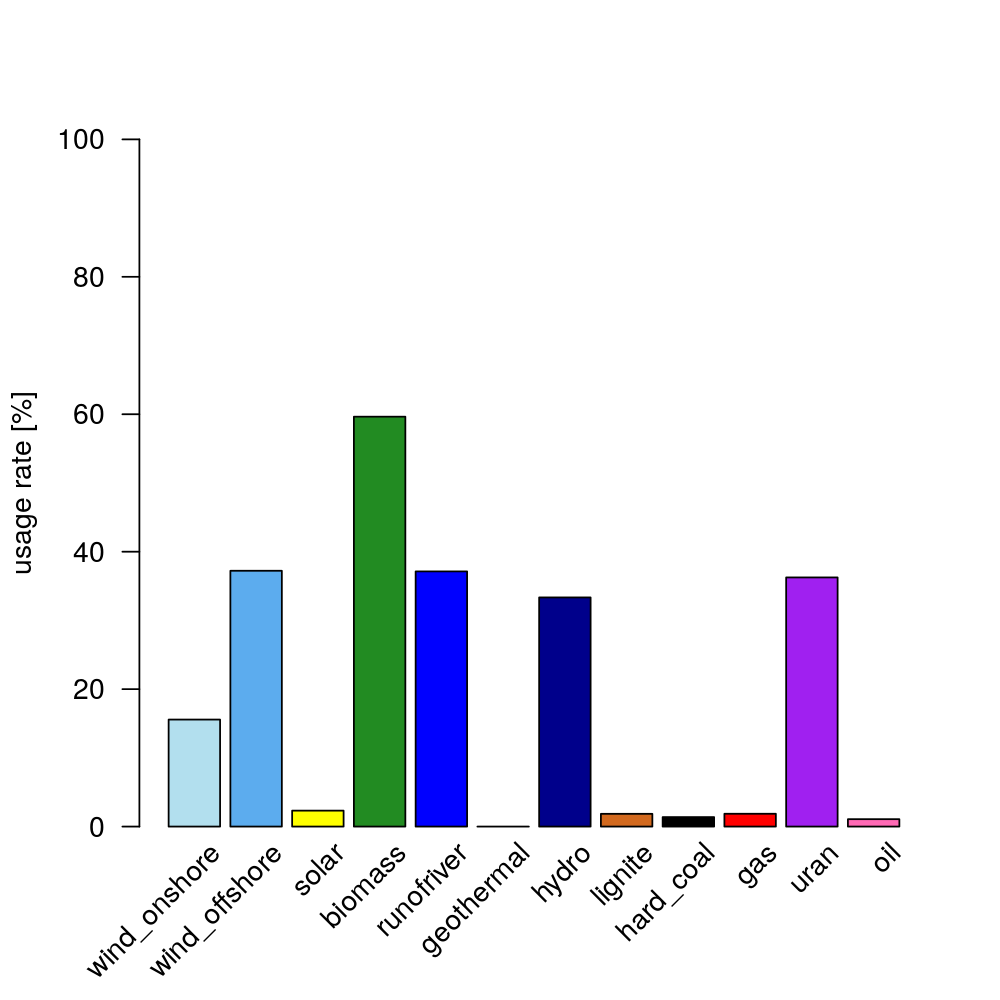 100
80
60
40
20
0
usage rate [%]
wind_onshore
wind_offshore
solar
biomass
runofriver
geothermal
hydro
lignite
hard_coal
gas
uran
oil